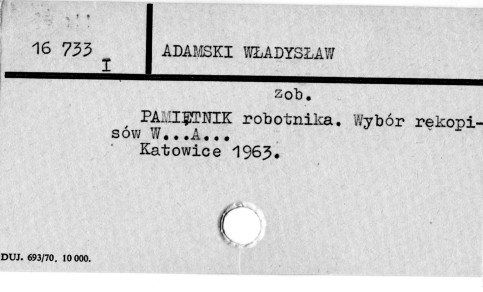 16 733 I
ADAMSKI WŁADYSŁAW
zob.
PAMIĘTNIK robotnika. Wybór rękopi-
sów W...A...
Katowice 1963.
DUJ. 693/70. 10 000.